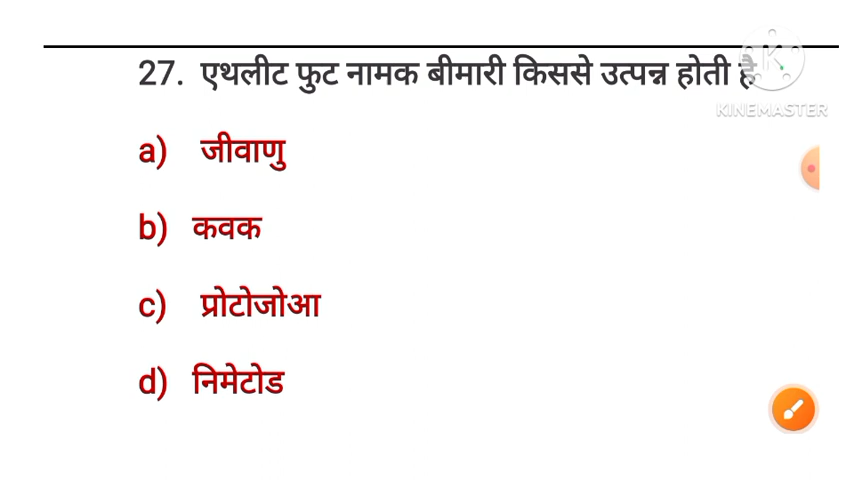 27. एथलीट फुट नामक बीमारी किससे उत्पन्न होती है
KINEMASTER
a) जीवाणु
b) कवक
c) प्रोटोजोआ
d) निमेटोड